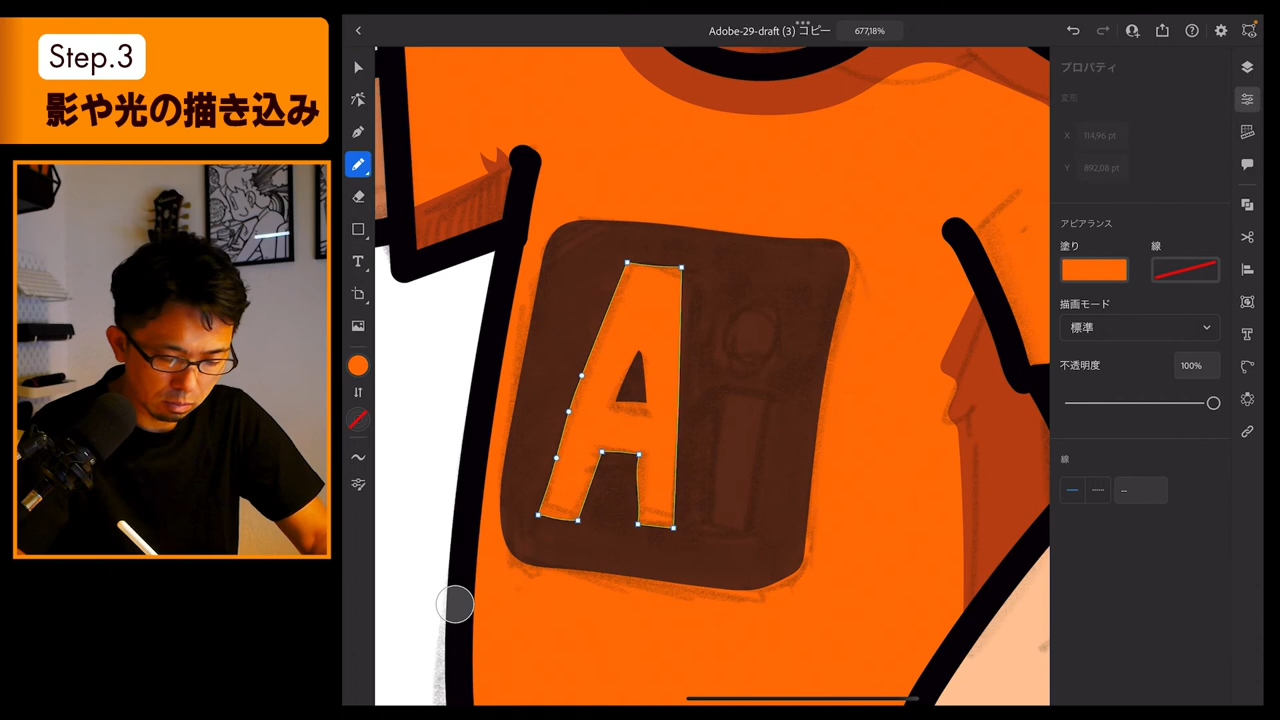 Step.3
影や光の描き込み
Adobe-29-draft (3) コピー
677,18%
プロパティ
変形
X 114,96 pt
Y 892,08 pt
アピアランス
塗り 線
描画モード
標準
不透明度 100%
線
--
Ai